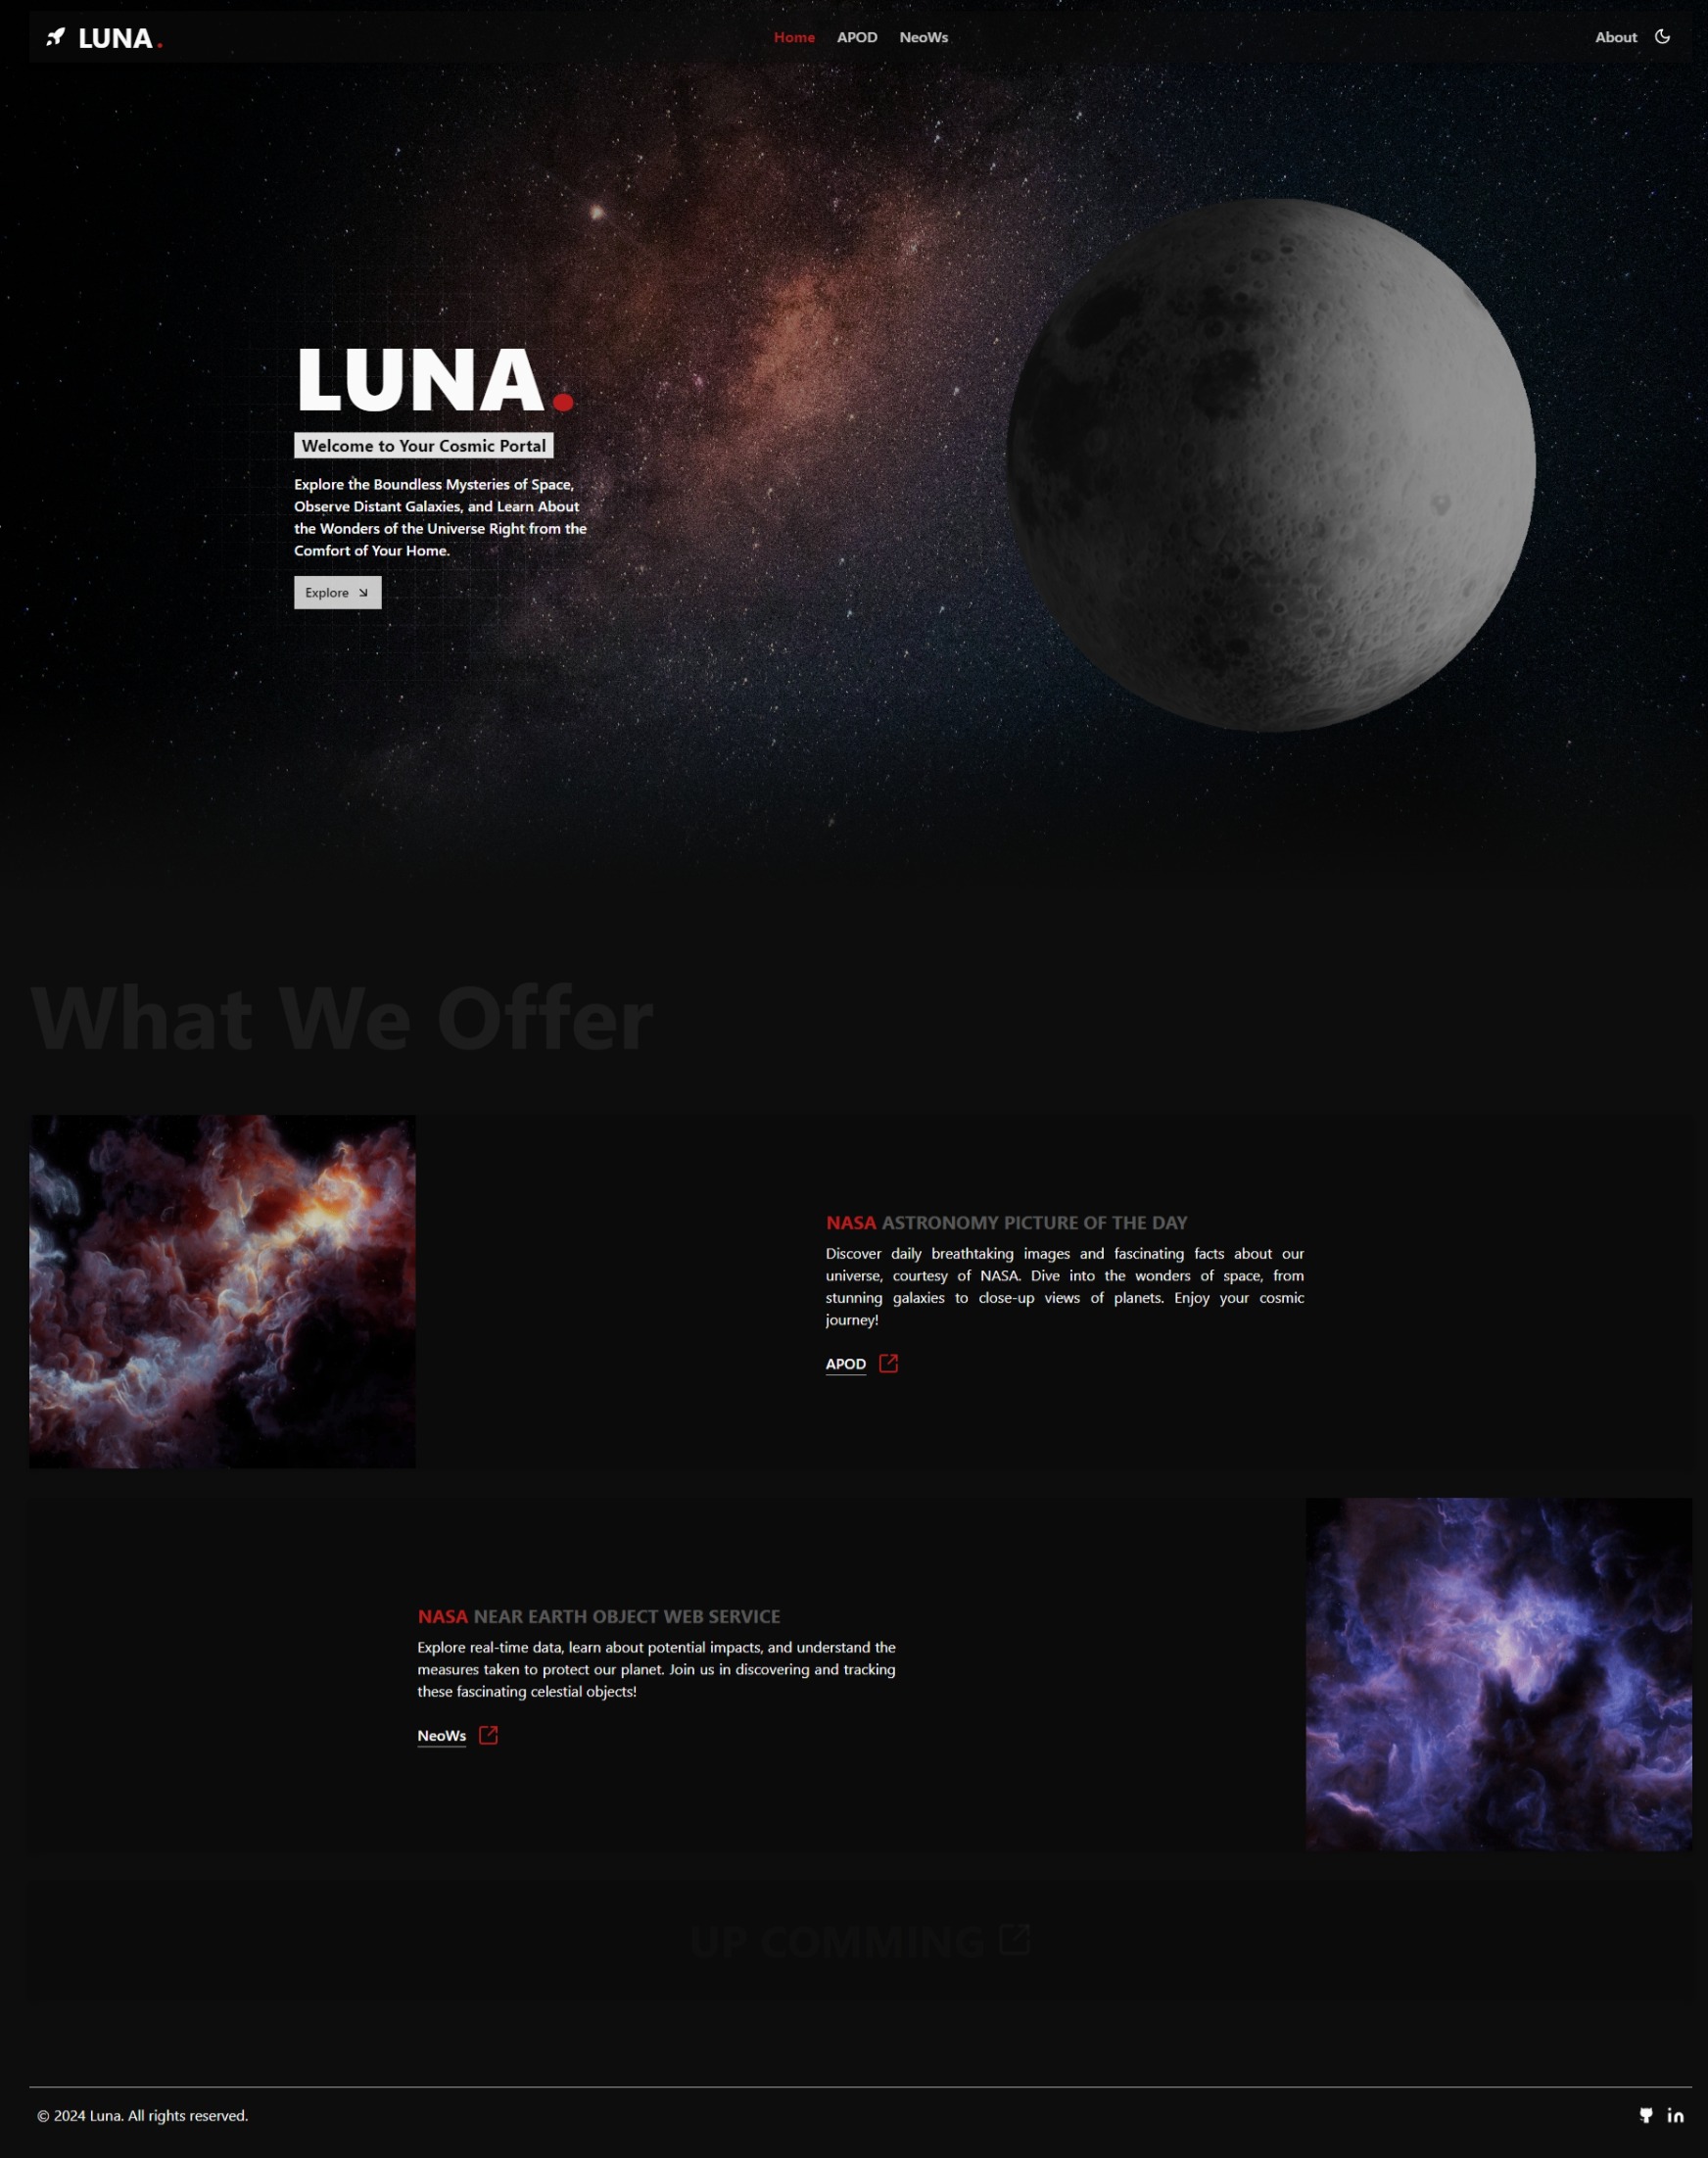 LUNA.
Home APOD NeoWs
About
LUNA.
Welcome to Your Cosmic Portal
Explore the Boundless Mysteries of Space,
Observe Distant Galaxies, and Learn About
the Wonders of the Universe Right from the
Comfort of Your Home.
Explore
What We Offer
NASA ASTRONOMY PICTURE OF THE DAY
Discover daily breathtaking images and fascinating facts about our
universe, courtesy of NASA. Dive into the wonders of space, from
stunning galaxies to close-up views of planets. Enjoy your cosmic
journey!
APOD
NASA NEAR EARTH OBJECT WEB SERVICE
Explore real-time data, learn about potential impacts, and understand the
measures taken to protect our planet. Join us in discovering and tracking
these fascinating celestial objects!
NeoWs
UP COMMING
© 2024 Luna. All rights reserved.
in